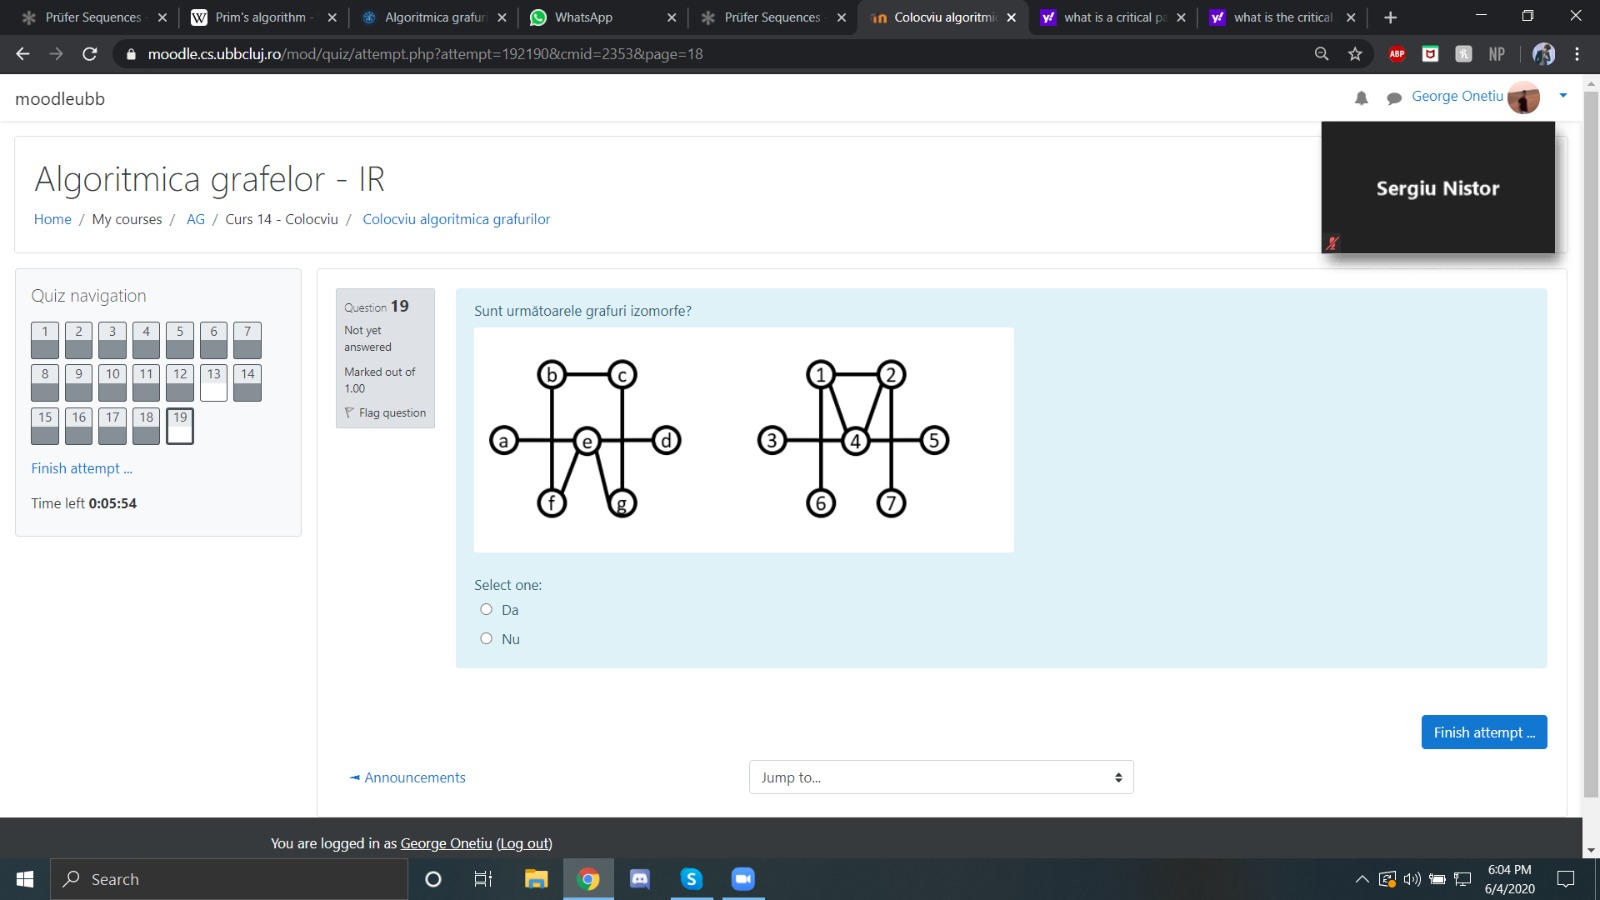 Prüfer Sequences
Prim's algorithm -
Algoritmica grafuri
WhatsApp
Prüfer Sequences
Colocviu algoritmic
what is a critical pa
what is the critical
moodle.cs.ubbcluj.ro/mod/quiz/attempt.php?attempt=192190&cmid=2353&page=18
ABP
NP
moodleubb
George Onetiu
Sergiu Nistor
Algoritmica grafelor - IR
Home / My courses / AG / Curs 14 - Colocviu / Colocviu algoritmica grafurilor
Quiz navigation
1 2 3 4 5 6 7
8 9 10 11 12 13 14
15 16 17 18 19
Finish attempt ...
Time left 0:05:54
Question 19
Not yet
answered
Marked out of
1.00
Flag question
Sunt următoarele grafuri izomorfe?
b c
a e d
f g
1 2
3 4 5
6 7
Select one:
Da
Nu
Finish attempt ...
◄ Announcements
Jump to...
You are logged in as George Onetiu (Log out)
Search
6:04 PM
6/4/2020